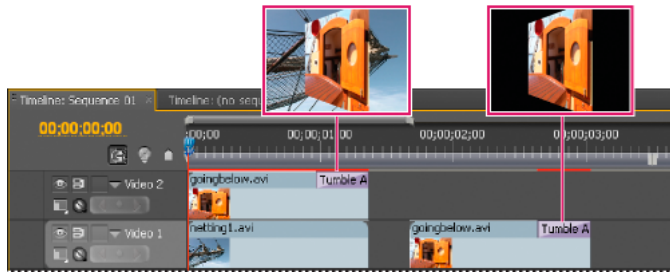 Timeline: Sequence 01 × Timeline: (no sequ
00;00;00;00
;00;00 00;00;01;00 00;00;02;00 00;00;03;00
Video 2
goingbelow.avi Tumble A
Video 1
netting1.avi goingbelow.avi Tumble A